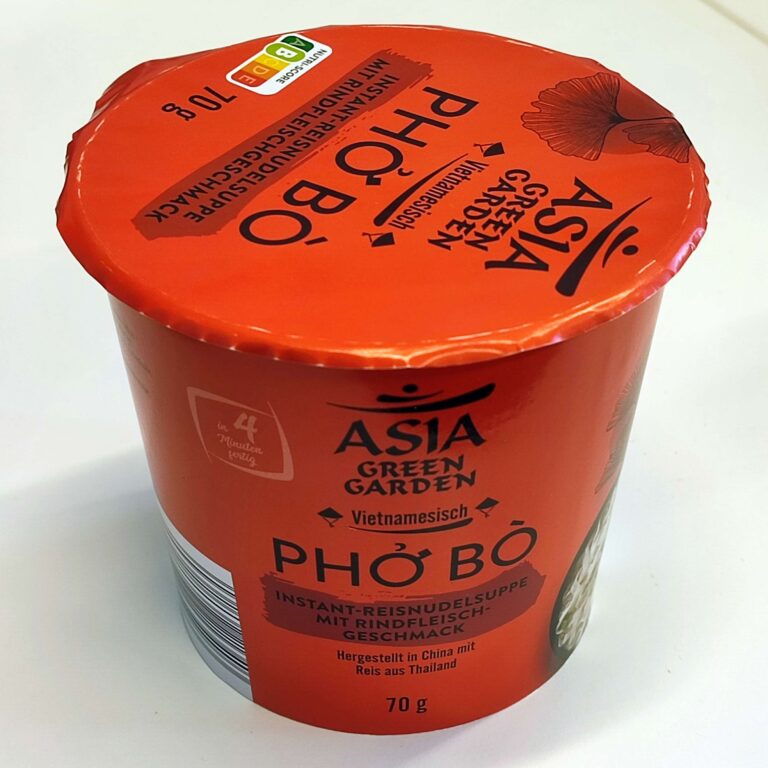 ASIA
GREEN
GARDEN
Vietnamesisch
PHỞ BÒ
INSTANT-REISNUDELSUPPE
MIT RINDFLEISCHGESCHMACK
70 g
NUTRI-SCORE
A B C D E
in 4
Minuten
fertig
ASIA
GREEN
GARDEN
Vietnamesisch
PHỞ BÒ
INSTANT-REISNUDELSUPPE
MIT RINDFLEISCH-
GESCHMACK
Hergestellt in China mit
Reis aus Thailand
70 g